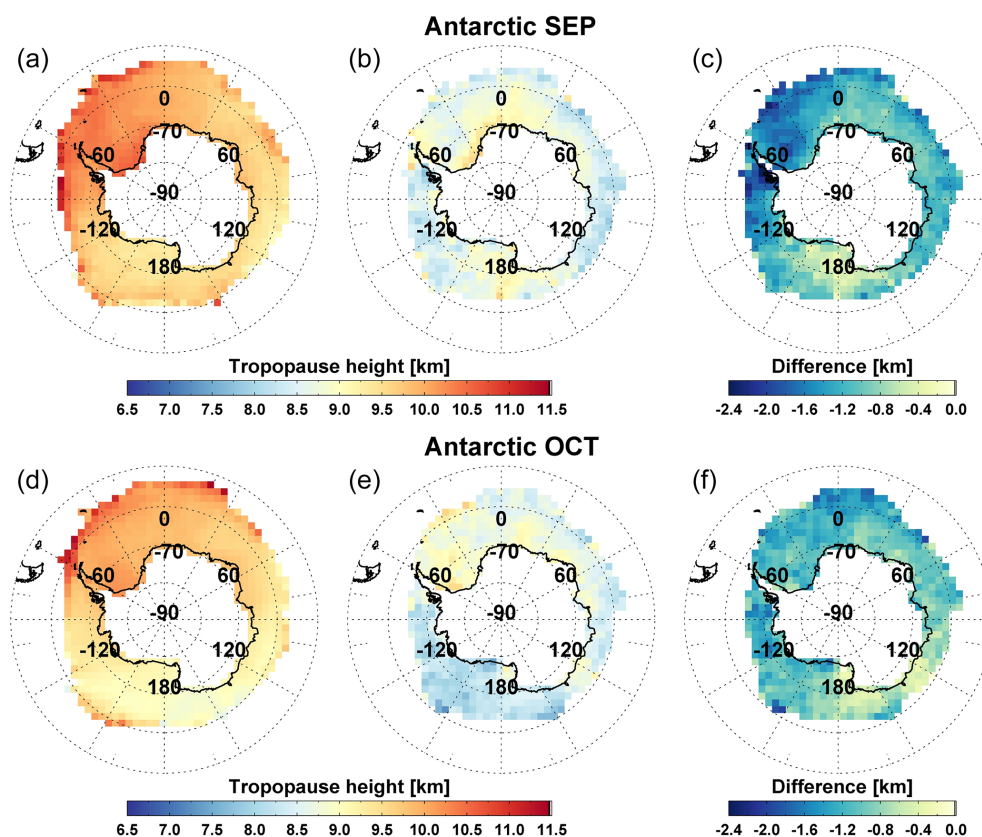 Antarctic SEP
(a) (b) (c)
0 0 0
-70 -70 -70
-60 60 -60 60 -60 60
-90 -90 -90
-120 120 -120 120 -120 120
180 180 180
Tropopause height [km] Difference [km]
6.5 7.0 7.5 8.0 8.5 9.0 9.5 10.0 10.5 11.0 11.5 -2.4 -2.0 -1.6 -1.2 -0.8 -0.4 0.0
Antarctic OCT
(d) (e) (f)
0 0 0
-70 -70 -70
-60 60 -60 60 -60 60
-90 -90 -90
-120 120 -120 120 -120 120
180 180 180
Tropopause height [km] Difference [km]
6.5 7.0 7.5 8.0 8.5 9.0 9.5 10.0 10.5 11.0 11.5 -2.4 -2.0 -1.6 -1.2 -0.8 -0.4 0.0